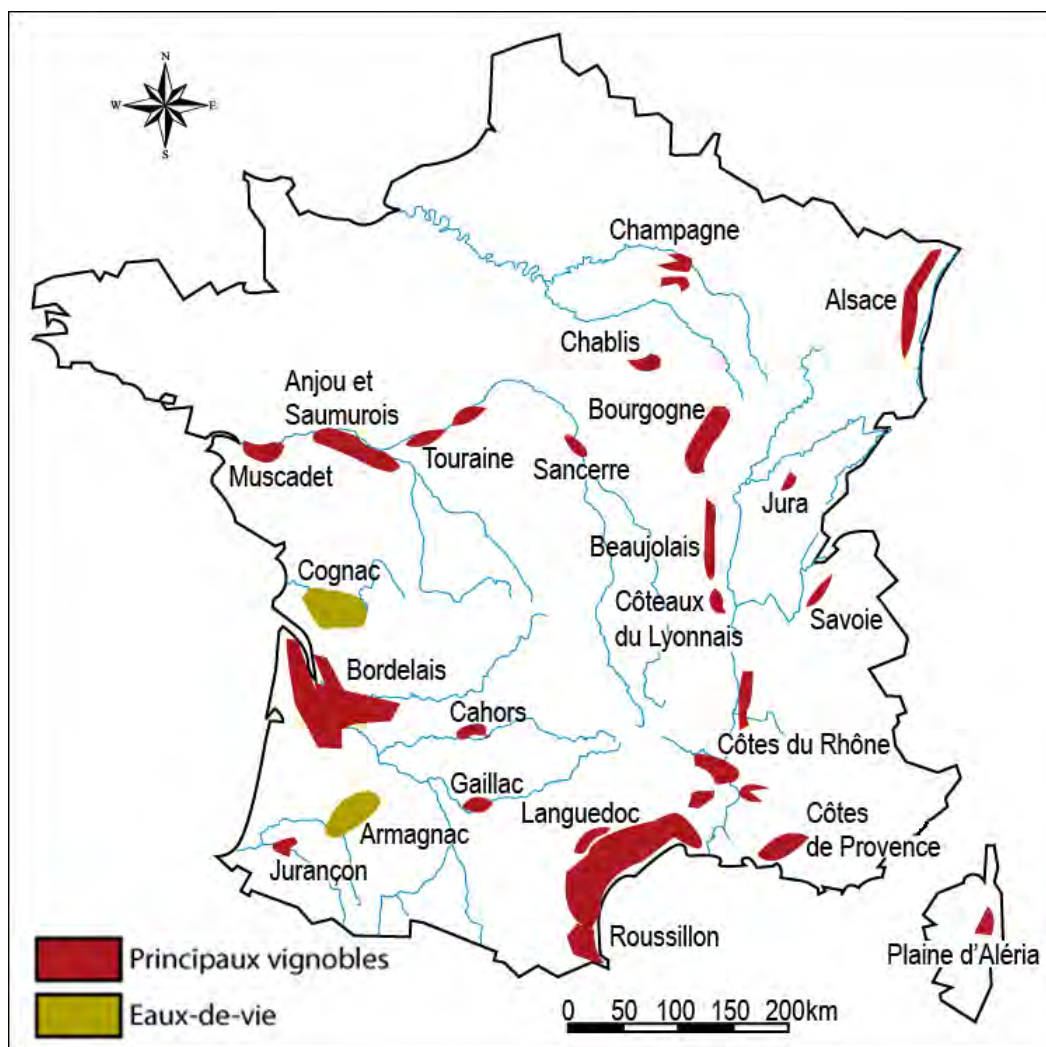 N
W
E
S
Champagne
Alsace
Chablis
Anjou et
Saumurois
Bourgogne
Touraine
Sancerre
Muscadet
Jura
Beaujolais
Cognac
Côteaux
du Lyonnais
Savoie
Bordelais
Cahors
Côtes du Rhône
Gaillac
Languedoc
Côtes
de Provence
Armagnac
Jurançon
Roussillon
Plaine d'Aléria
Principaux vignobles
Eaux-de-vie
0 50 100 150 200km